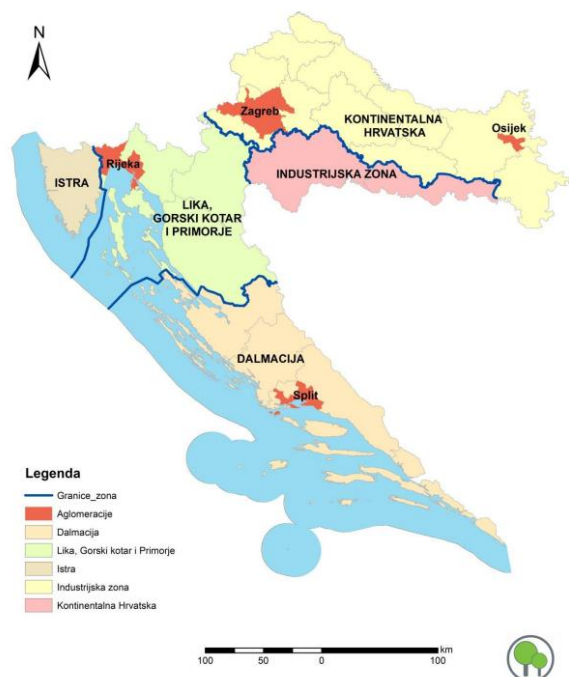 N
Zagreb
KONTINENTALNA
HRVATSKA
Osijek
Rijeka
INDUSTRIJSKA ZONA
ISTRA
LIKA,
GORSKI KOTAR
I PRIMORJE
DALMACIJA
Split
Legenda
Granice_zona
Aglomeracije
Dalmacija
Lika, Gorski kotar i Primorje
Istra
Industrijska zona
Kontinentalna Hrvatska
km
100 50 0 100